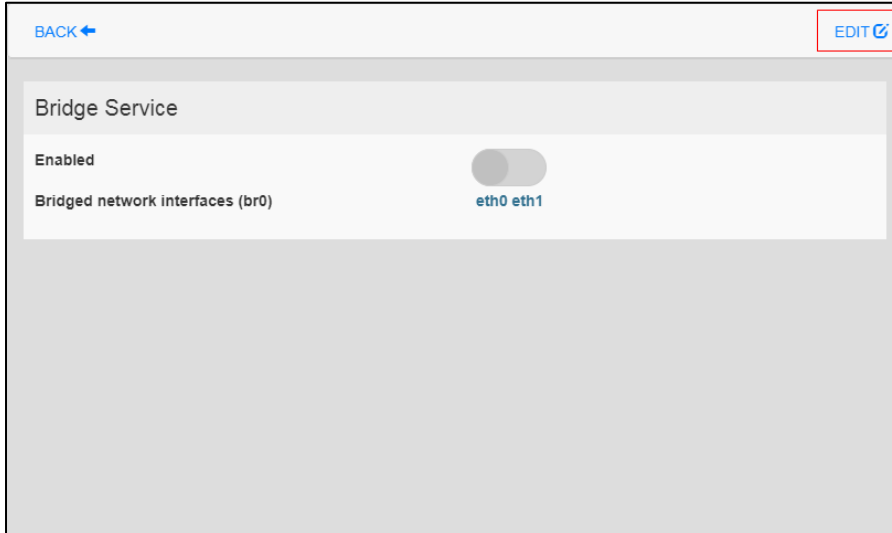 BACK
EDIT
Bridge Service
Enabled
Bridged network interfaces (br0)
eth0 eth1